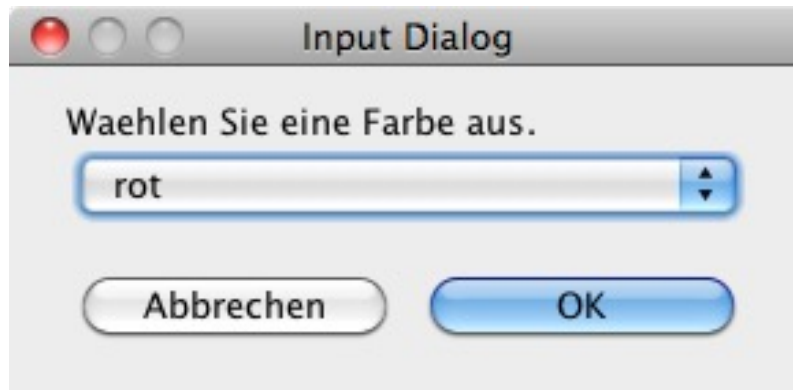 Input Dialog
Waehlen Sie eine Farbe aus.
rot
Abbrechen OK